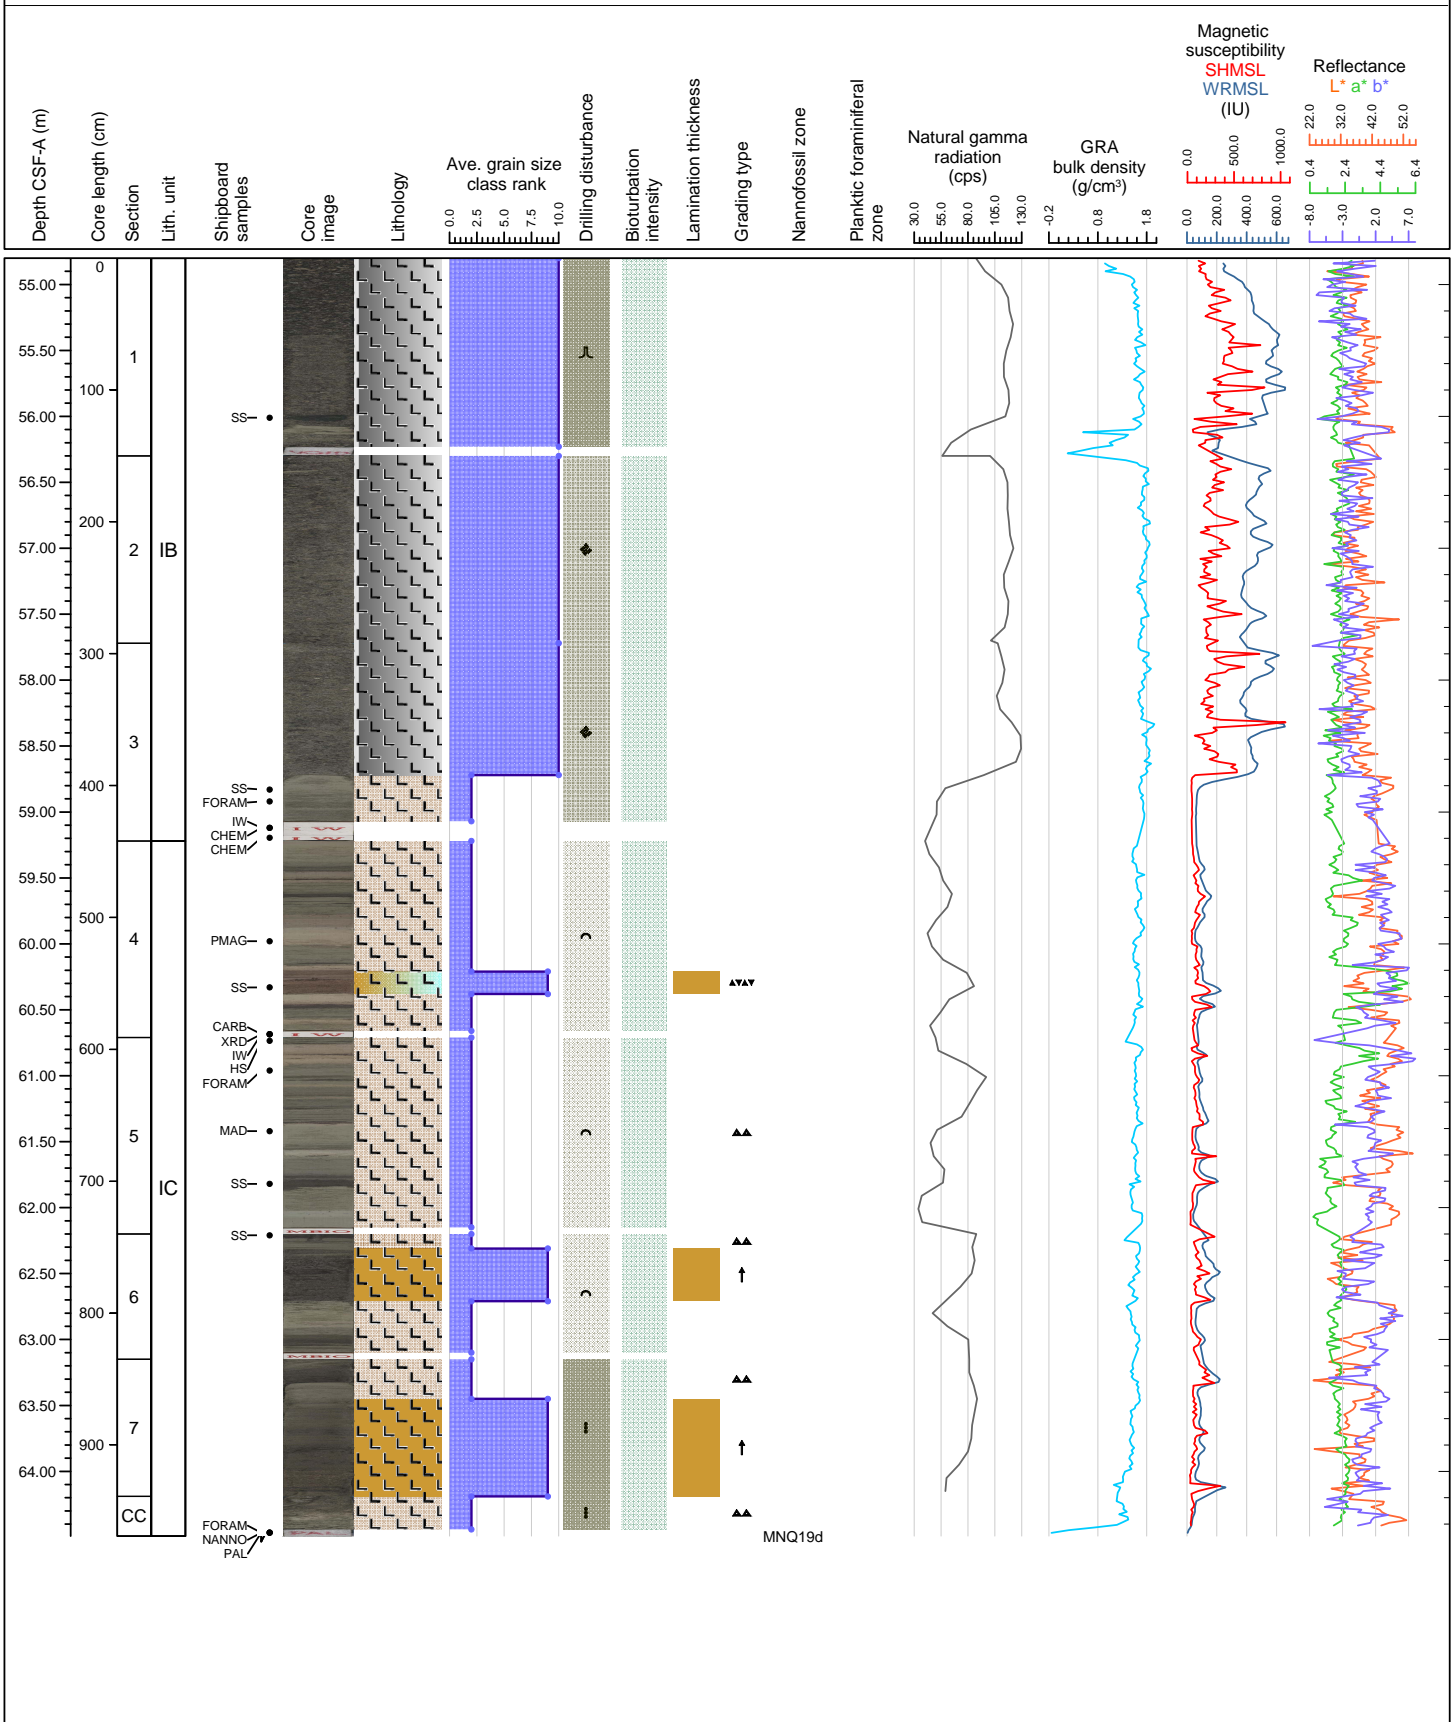 Depth CSF-A (m)
Core length (cm)
Section
Lith. unit
Shipboard
samples
Core
image
Lithology
Ave. grain size
class rank
0.0 2.5 5.0 7.5 10.0
Drilling disturbance
Bioturbation
intensity
Lamination thickness
Grading type
Nannofossil zone
Planktic foraminiferal
zone
Natural gamma
radiation
(cps)
30.0 55.0 80.0 105.0 130.0
GRA
bulk density
(g/cm³)
-0.2 0.8 1.8
Magnetic
susceptibility
SHMSL
WRMSL
(IU)
0.0 500.0 1000.0
0.0 200.0 400.0 600.0
Reflectance
L* a* b*
22.0 32.0 42.0 52.0
0.4 2.4 4.4 6.4
-8.0 -3.0 2.0 7.0
0
55.00
55.50
1
100
56.00
SS
56.50
200
57.00
2
IB
57.50
300
58.00
58.50
3
400
SS
FORAM
59.00
IW
I W
CHEM
I W
CHEM
59.50
500
60.00
4
PMAG
SS
60.50
CARB
I W
XRD
600
IW
HS
61.00
FORAM
MAD
61.50
5
700
SS
IC
62.00
MBIO
SS
62.50
6
800
63.00
MBIO
63.50
7
900
64.00
CC
FORAM
PAL
NANNO
PAL
MNQ19d